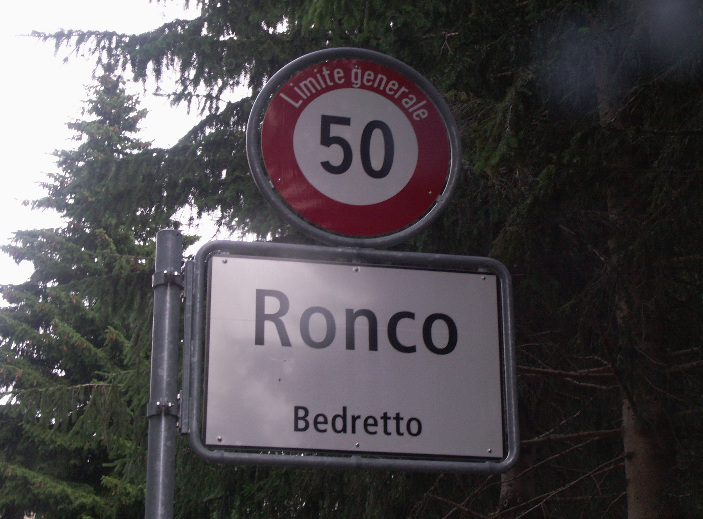 Limite generale
50
Ronco
Bedretto